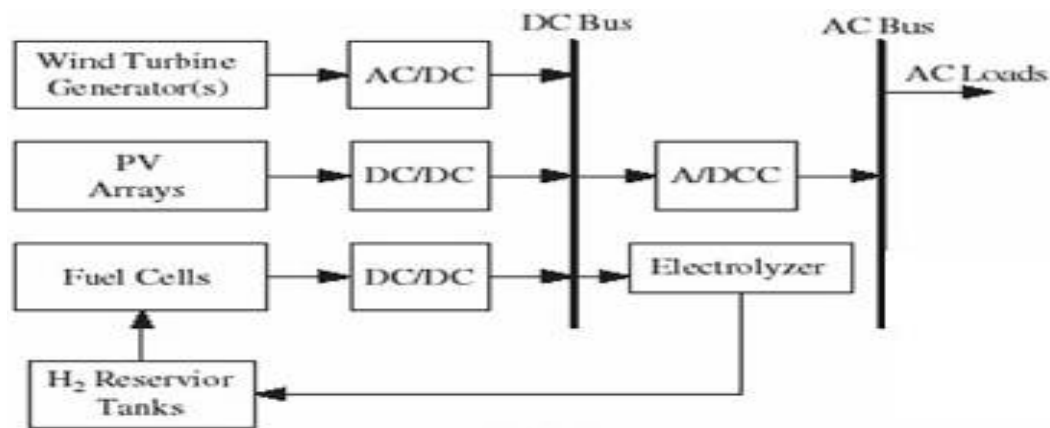 DC Bus
AC Bus
Wind Turbine
Generator(s)
AC/DC
AC Loads
PV
Arrays
DC/DC
A/DCC
Fuel Cells
DC/DC
Electrolyzer
H₂ Reservior
Tanks